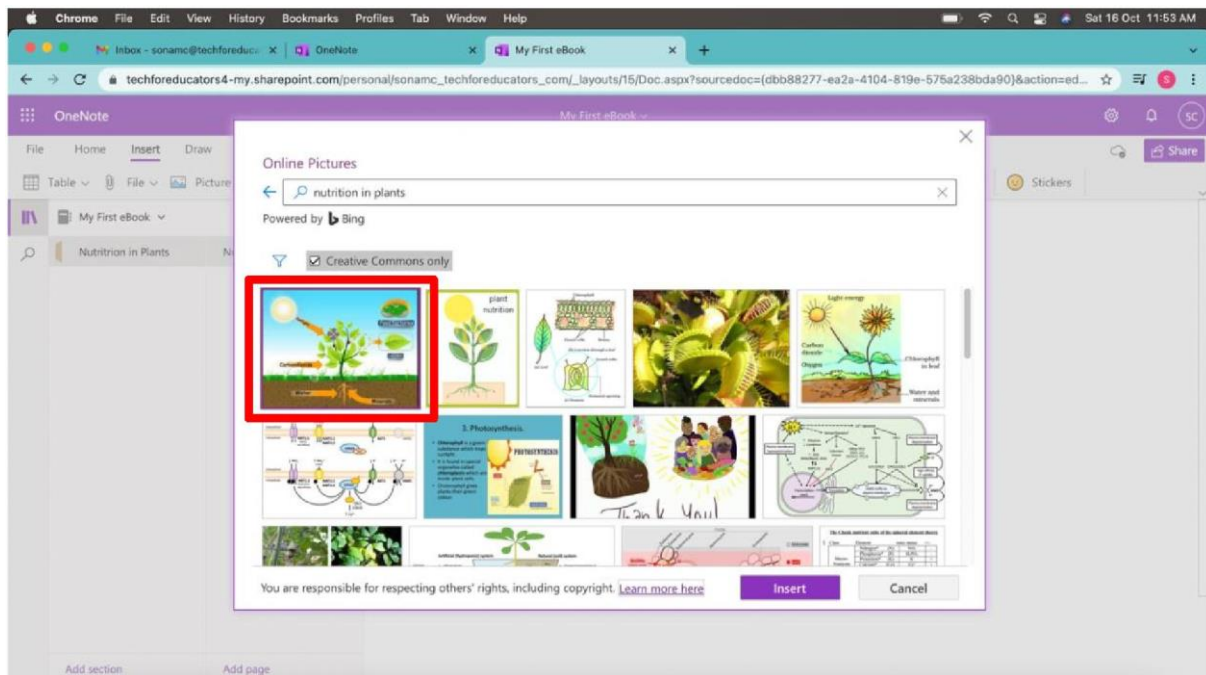 Chrome File Edit View History Bookmarks Profiles Tab Window Help
Sat 16 Oct 11:53 AM
Inbox - sonamc@techforeduca
OneNote
My First eBook
techforeducators4-my.sharepoint.com/personal/sonamc_techforeducators_com/_layouts/15/Doc.aspx?sourcedoc={dbb88277-ea2a-4104-819e-575a238bda90}&action=ed...
S
OneNote
My First eBook
SC
File Home Insert Draw
Share
Table File Picture
Stickers
My First eBook
Nutritrion in Plants
Online Pictures
nutrition in plants
Powered by Bing
Creative Commons only
plant
nutrition
Chlorophyll
Light energy
Carbon
dioxide
Oxygen
Chlorophyll
in leaf
Water and
minerals
3. Photosynthesis.
PHOTOSYNTHESIS
Thank You!
You are responsible for respecting others' rights, including copyright. Learn more here
Insert
Cancel
Add section
Add page